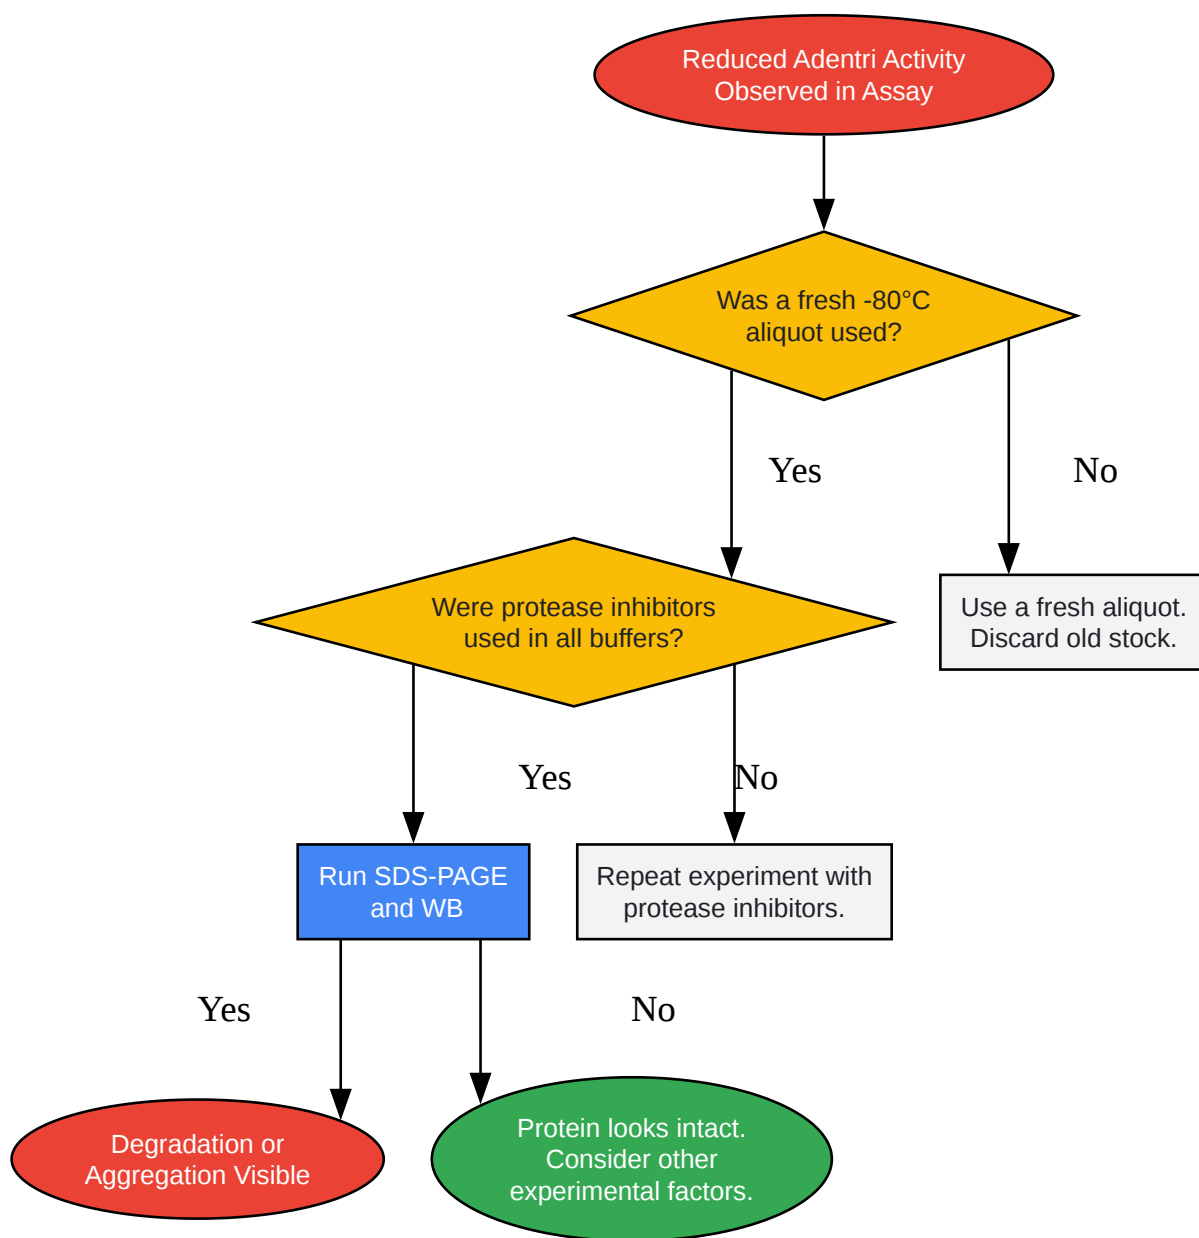 Reduced Adentri Activity
Observed in Assay
Was a fresh -80°C
aliquot used?
Yes
No
Were protease inhibitors
used in all buffers?
Use a fresh aliquot.
Discard old stock.
Yes
No
Run SDS-PAGE
and WB
Repeat experiment with
protease inhibitors.
Yes
No
Degradation or
Aggregation Visible
Protein looks intact.
Consider other
experimental factors.